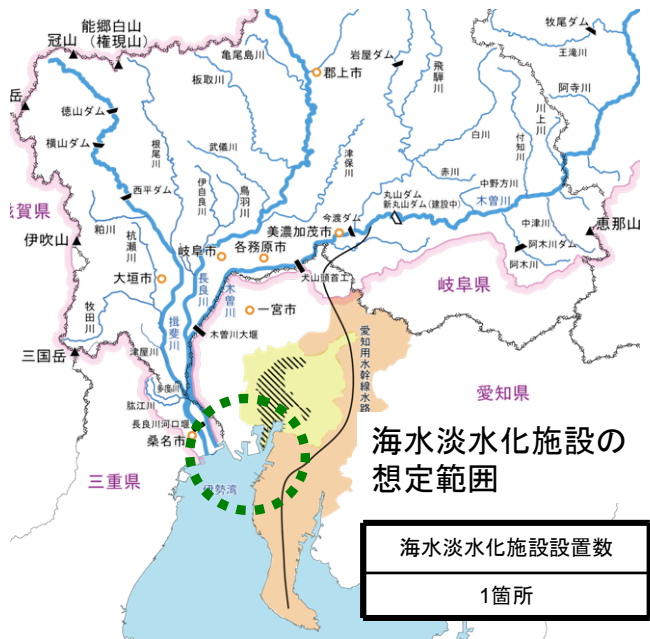 能郷白山
(権現山)
冠山
岳
亀尾島川
板取川
郡上市
岩屋ダム
飛騨川
牧尾ダム
王滝川
阿寺川
徳山ダム
横山ダム
根尾川
武儀川
津保川
白川
川上川
付知川
西平ダム
伊自良川
鳥羽川
赤川
中野方川
丸山ダム
新丸山ダム(建設中)
木曽川
今渡ダム
滋賀県
粕川
杭瀬川
伊吹山
美濃加茂市
中津川
恵那山
岐阜市
各務原市
阿木川ダム
阿木川
大垣市
長良川
木曽川
犬山頭首工
岐阜県
牧田川
揖斐川
一宮市
木曽川大堰
三国岳
津屋川
愛知用水幹線水路
多度川
愛知県
肱江川
長良川河口堰
桑名市
三重県
伊勢湾
海水淡水化施設の
想定範囲
海水淡水化施設設置数
1箇所